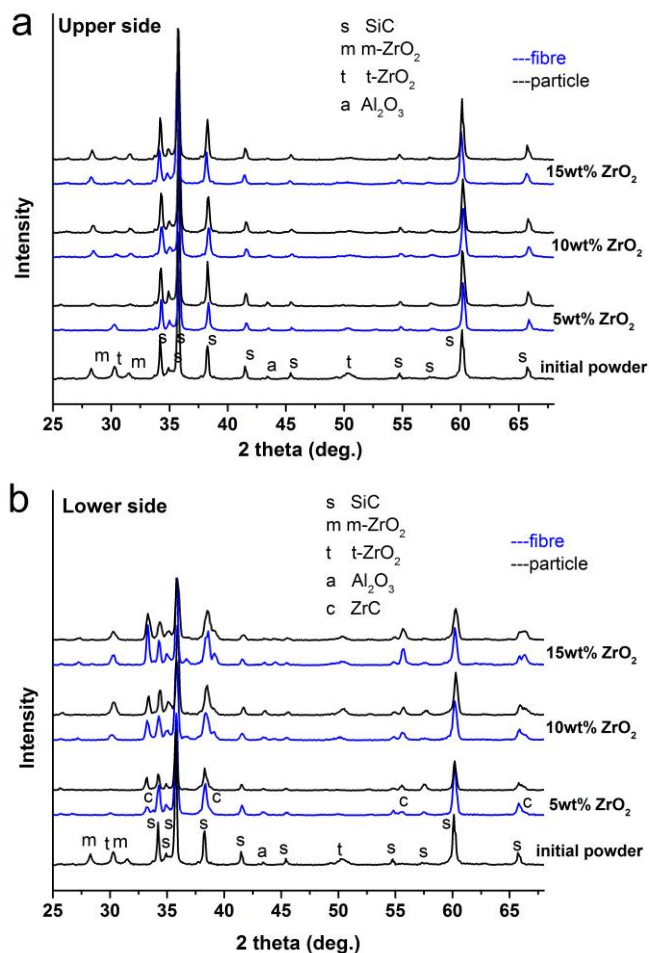 a
Upper side
s SiC
m m-ZrO₂
t t-ZrO₂
a Al₂O₃
---fibre
---particle
15wt% ZrO₂
10wt% ZrO₂
5wt% ZrO₂
initial powder
m t m s s s s s a s t s s s s
Intensity
25 30 35 40 45 50 55 60 65
2 theta (deg.)
b
Lower side
s SiC
m m-ZrO₂
t t-ZrO₂
a Al₂O₃
c ZrC
---fibre
---particle
15wt% ZrO₂
10wt% ZrO₂
5wt% ZrO₂
c c c c
initial powder
m t m s s s s s a s t s s s s
Intensity
25 30 35 40 45 50 55 60 65
2 theta (deg.)